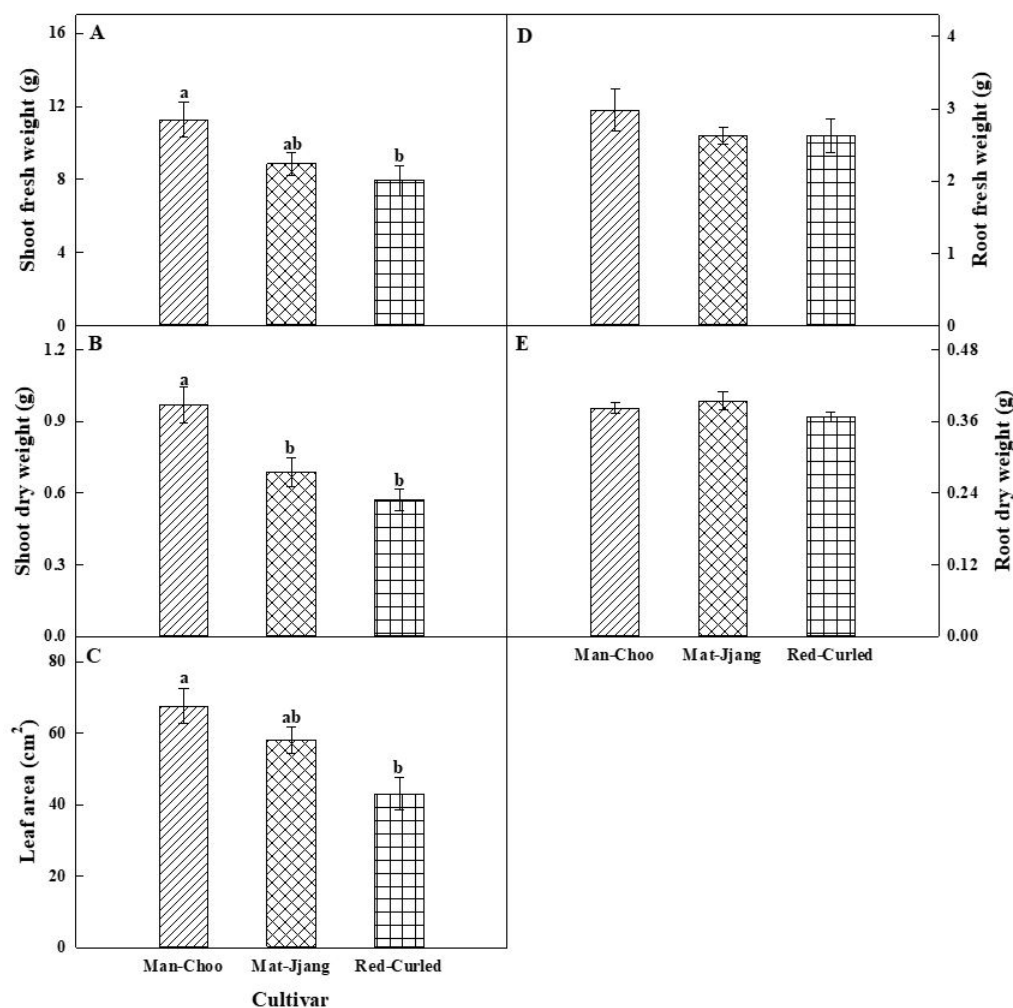 A
Shoot fresh weight (g)
16
12
8
4
0
a
ab
b
D
Root fresh weight (g)
4
3
2
1
0
B
Shoot dry weight (g)
1.2
0.9
0.6
0.3
0.0
a
b
b
E
Root dry weight (g)
0.48
0.36
0.24
0.12
0.00
Man-Choo Mat-Jjang Red-Curled
C
Leaf area (cm²)
80
60
40
20
0
a
ab
b
Man-Choo Mat-Jjang Red-Curled
Cultivar